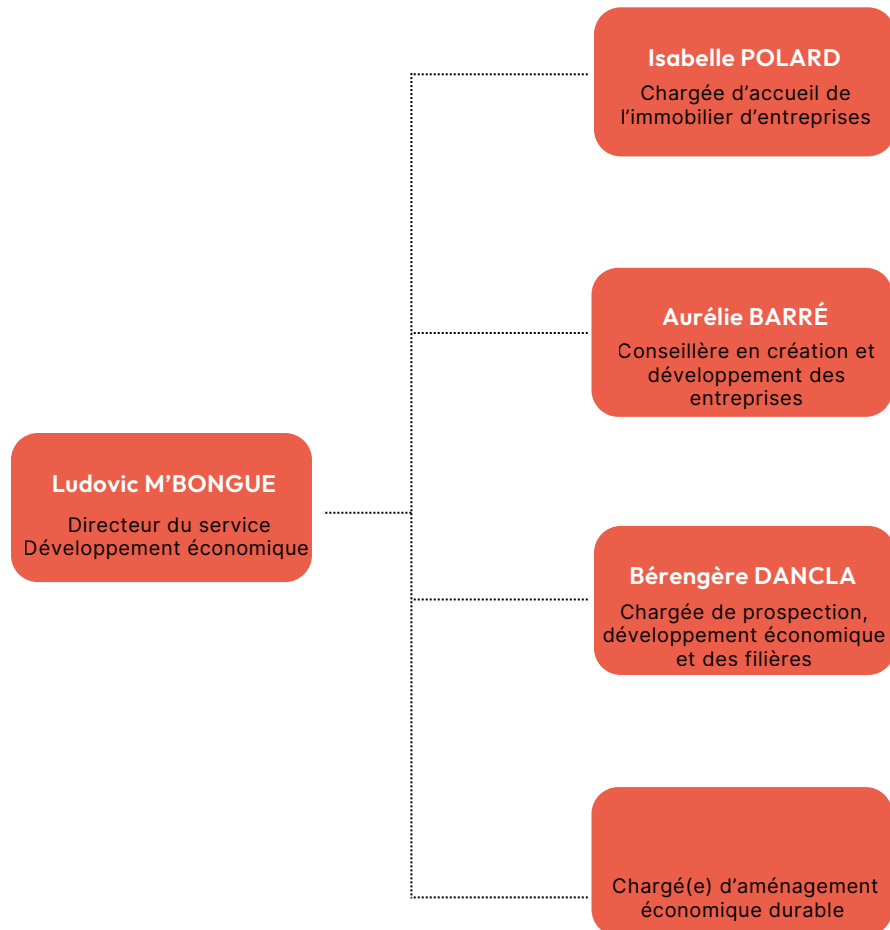 Isabelle POLARD
Chargée d'accueil de
l'immobilier d'entreprises
Aurélie BARRÉ
Conseillère en création et
développement des
entreprises
Ludovic M'BONGUE
Directeur du service
Développement économique
Bérengère DANCLA
Chargée de prospection,
développement économique
et des filières
Chargé(e) d'aménagement
économique durable